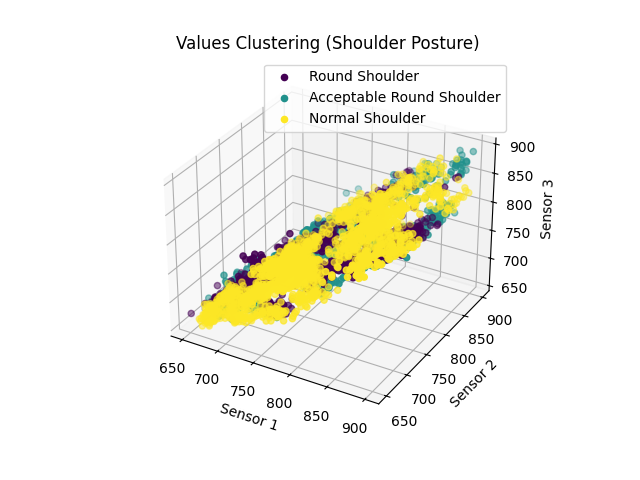 Values Clustering (Shoulder Posture)
Round Shoulder
Acceptable Round Shoulder
Normal Shoulder
900
850
800
750
700
650
Sensor 3
900
850
800
750
700
650
Sensor 2
650
700
750
800
850
900
Sensor 1